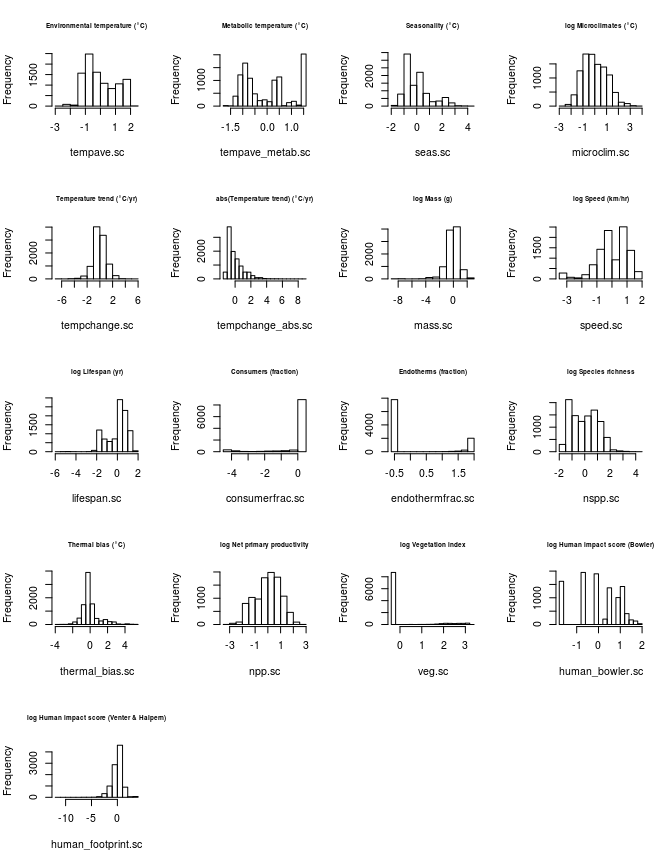 Environmental temperature (°C)
Metabolic temperature (°C)
Seasonality (°C)
log Microclimates (°C)
Frequency
0 1500
-3 -1 1 2
tempave.sc
Frequency
0 1000
-1.5 0.0 1.0
tempave_metab.sc
Frequency
0 2000
-2 0 2 4
seas.sc
Frequency
0 1000
-3 -1 1 3
microclim.sc
Temperature trend (°C/yr)
abs(Temperature trend) (°C/yr)
log Mass (g)
log Speed (km/hr)
Frequency
0 2000
-6 -2 2 6
tempchange.sc
Frequency
0 2000
0 2 4 6 8
tempchange_abs.sc
Frequency
0 2000
-8 -4 0
mass.sc
Frequency
0 1500
-3 -1 1 2
speed.sc
log Lifespan (yr)
Consumers (fraction)
Endotherms (fraction)
log Species richness
Frequency
0 1500
-6 -4 -2 0 2
lifespan.sc
Frequency
0 6000
-4 -2 0
consumerfrac.sc
Frequency
0 4000
-0.5 0.5 1.5
endothermfrac.sc
Frequency
0 1000
-2 0 2 4
nspp.sc
Thermal bias (°C)
log Net primary productivity
log Vegetation index
log Human impact score (Bowler)
Frequency
0 2000
-4 -2 0 2 4
thermal_bias.sc
Frequency
0 1000
-3 -1 1 3
npp.sc
Frequency
0 6000
0 1 2 3
veg.sc
Frequency
0 1000
-1 0 1 2
human_bowler.sc
log Human impact score (Venter & Halpern)
Frequency
0 3000
-10 -5 0
human_footprint.sc